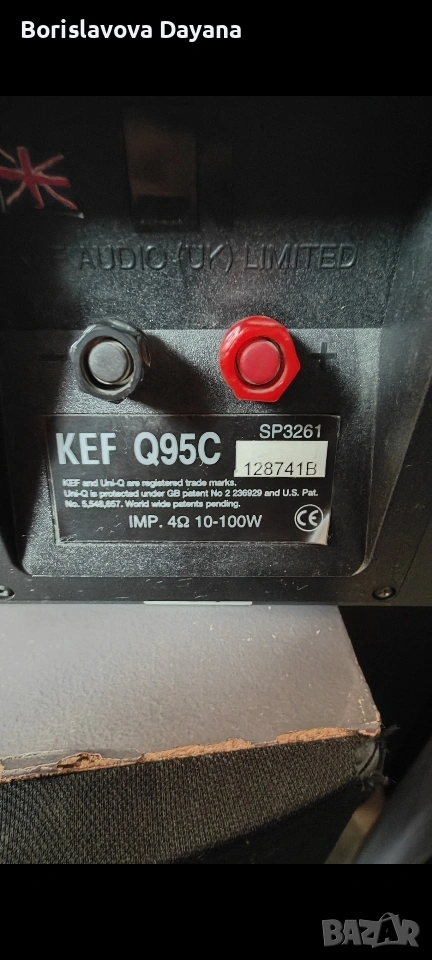 Borislavova Dayana
AUDIO (UK) LIMITED
- +
SP3261
KEF Q95C
128741B
KEF and Uni-Q are registered trade marks.
Uni-Q is protected under GB patent No 2 236929 and U.S. Pat.
No. 5,548,657. World wide patents pending.
IMP. 4Ω 10-100W
CE
BAZAR